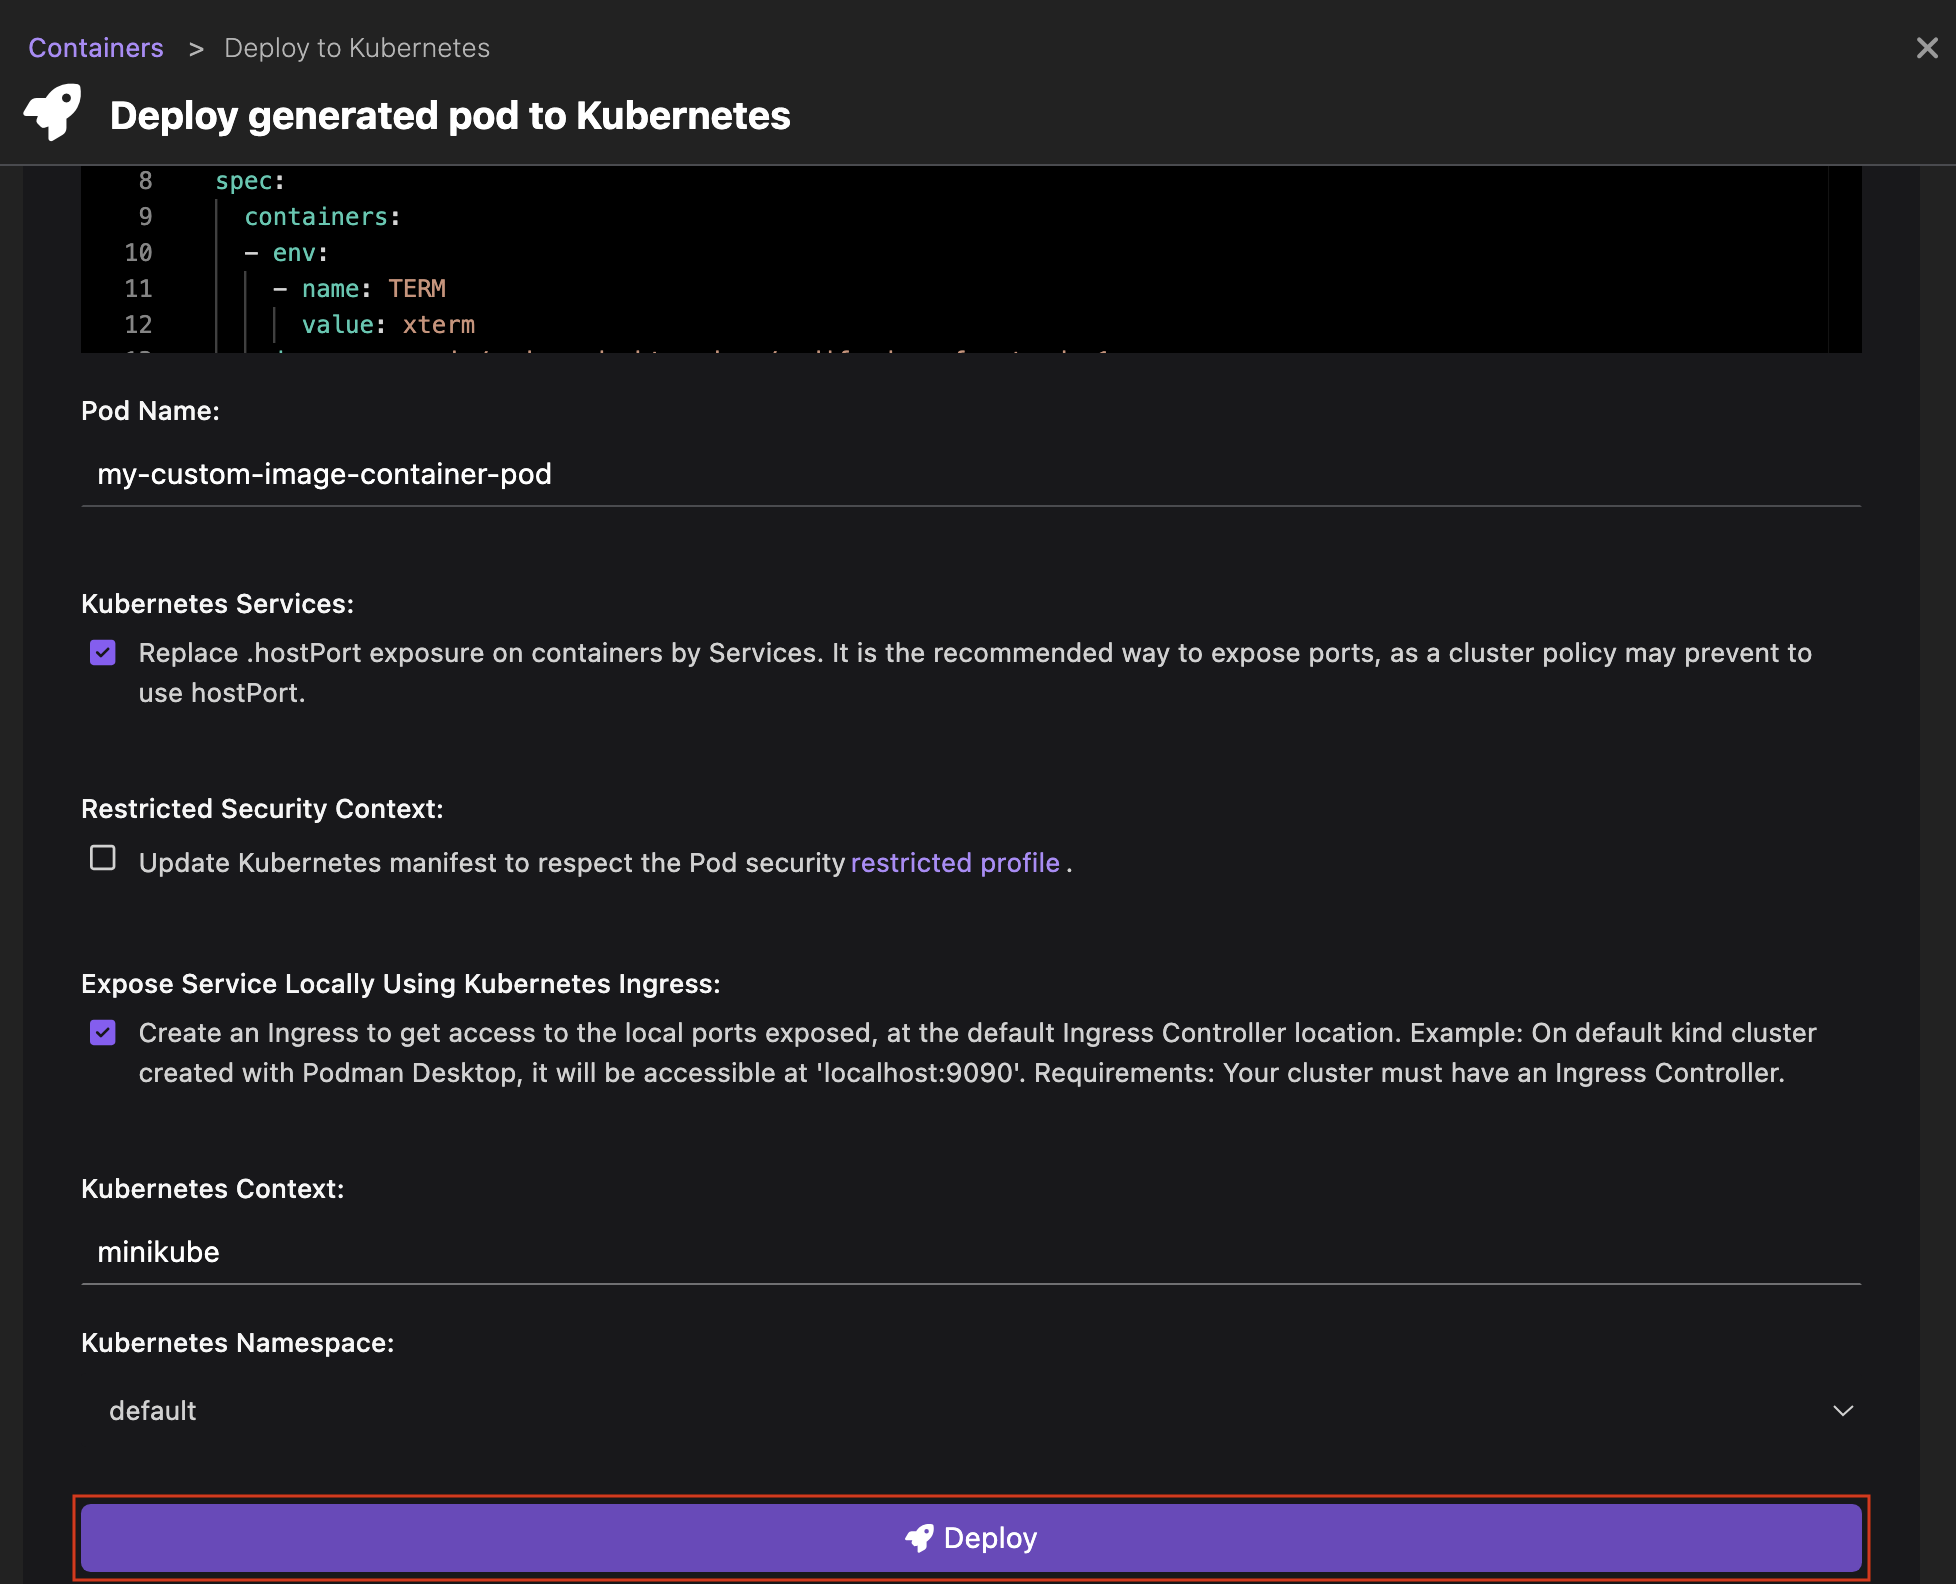 Containers > Deploy to Kubernetes
Deploy generated pod to Kubernetes
8 spec:
9 containers:
10 - env:
11 - name: TERM
12 value: xterm
Pod Name:
my-custom-image-container-pod
Kubernetes Services:
Replace .hostPort exposure on containers by Services. It is the recommended way to expose ports, as a cluster policy may prevent to
use hostPort.
Restricted Security Context:
Update Kubernetes manifest to respect the Pod security restricted profile .
Expose Service Locally Using Kubernetes Ingress:
Create an Ingress to get access to the local ports exposed, at the default Ingress Controller location. Example: On default kind cluster
created with Podman Desktop, it will be accessible at 'localhost:9090'. Requirements: Your cluster must have an Ingress Controller.
Kubernetes Context:
minikube
Kubernetes Namespace:
default
Deploy